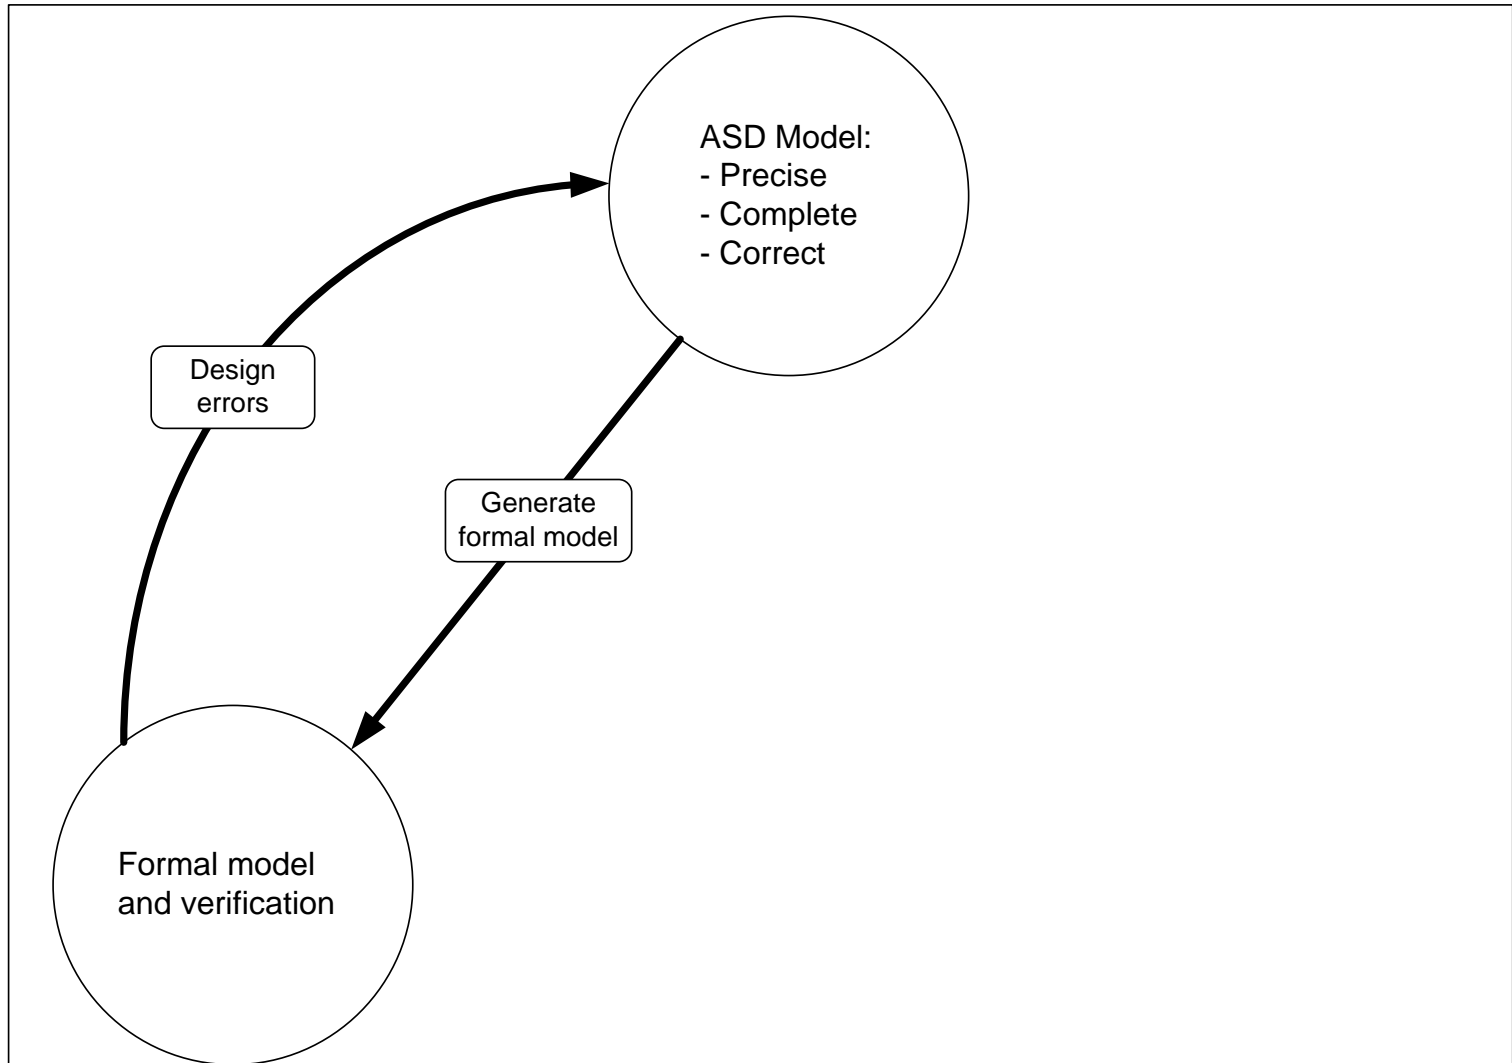 ASD Model:
- Precise
- Complete
- Correct
Design
errors
Generate
formal model
Formal model
and verification